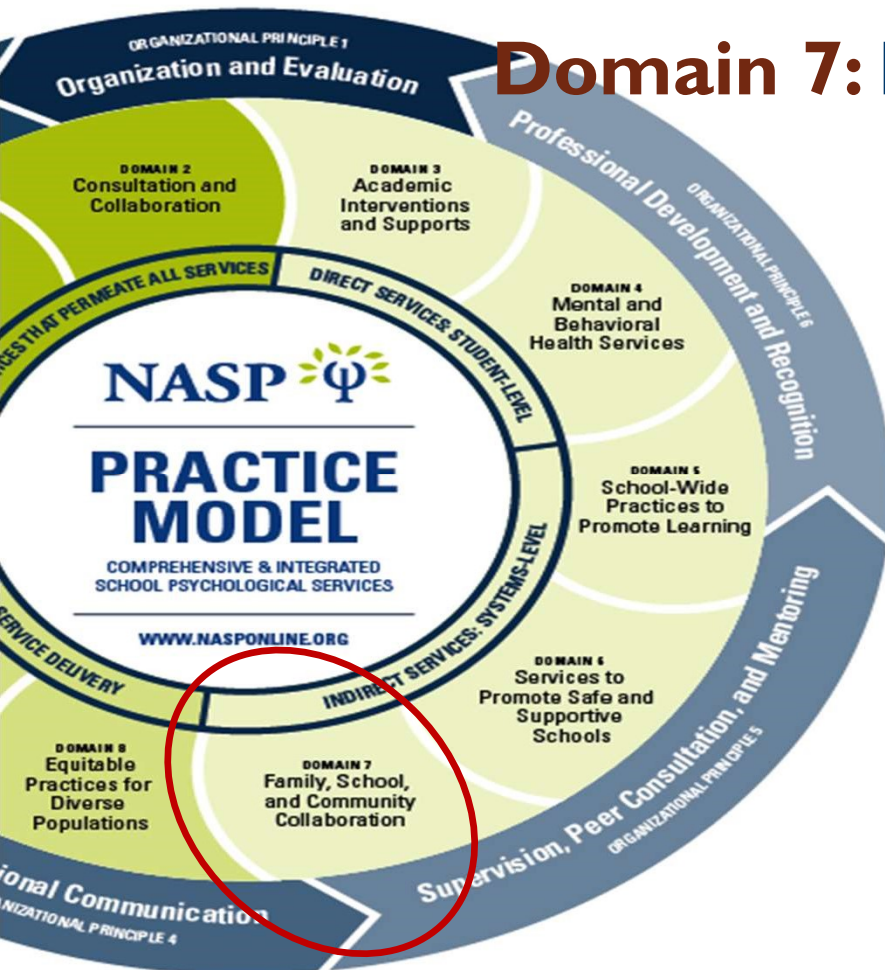 Domain 7:
ORGANIZATIONAL PRINCIPLE 1
Organization and Evaluation
Professional Development and Recognition
ORGANIZATIONAL PRINCIPLE 6
DOMAIN 2
Consultation and
Collaboration
DOMAIN 3
Academic
Interventions
and Supports
DOMAIN 4
Mental and
Behavioral
Health Services
THAT PERMEATE ALL SERVICES
DIRECT SERVICES: STUDENT-LEVEL
NASP
PRACTICE
MODEL
COMPREHENSIVE & INTEGRATED
SCHOOL PSYCHOLOGICAL SERVICES
WWW.NASPONLINE.ORG
DOMAIN 5
School-Wide
Practices to
Promote Learning
INDIRECT SERVICES: SYSTEMS-LEVEL
SERVICE DELIVERY
DOMAIN 6
Services to
Promote Safe and
Supportive
Schools
DOMAIN 7
Family, School,
and Community
Collaboration
DOMAIN 8
Equitable
Practices for
Diverse
Populations
Supervision, Peer Consultation, and Mentoring
ORGANIZATIONAL PRINCIPLE 5
ional Communication
NIZATIONAL PRINCIPLE 4